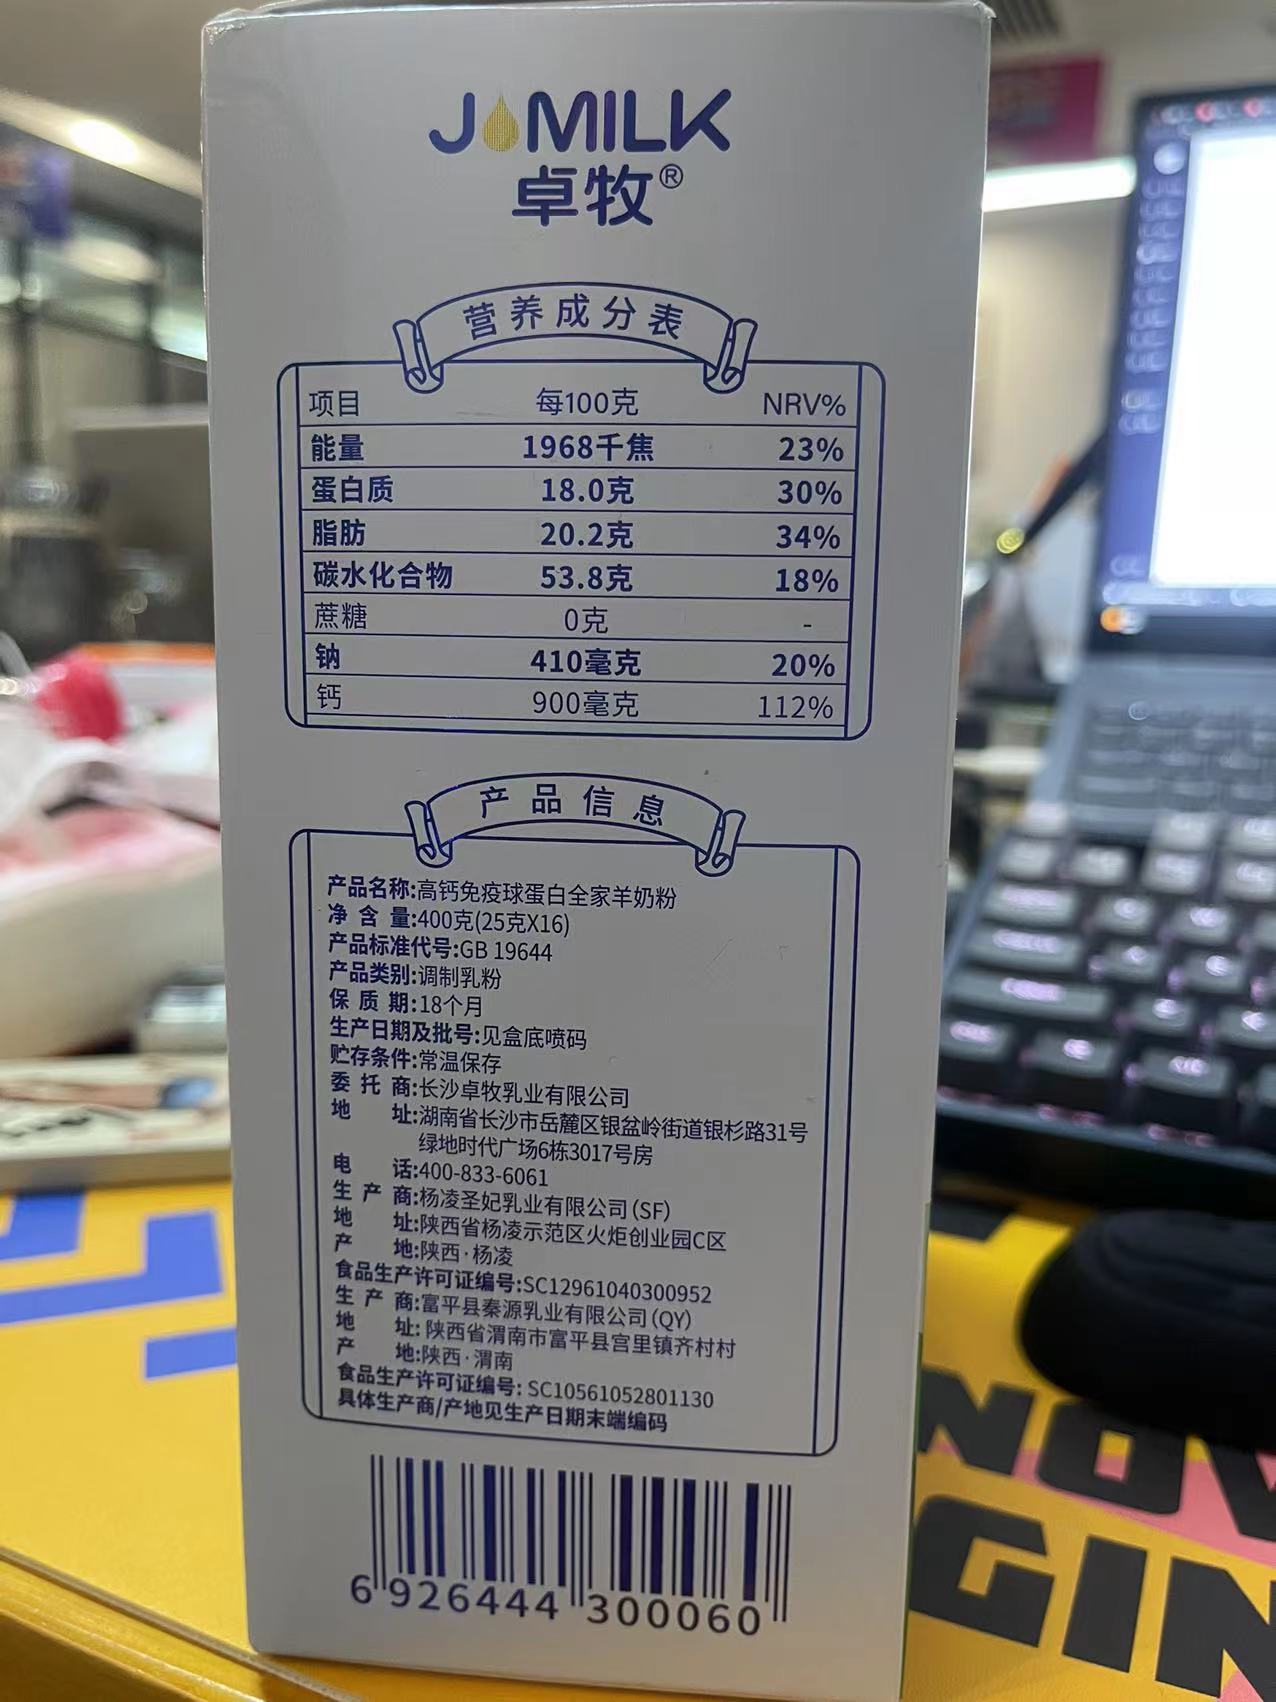 J MILK
卓牧®
营养成分表
项目 每100克 NRV%
能量 1968千焦 23%
蛋白质 18.0克 30%
脂肪 20.2克 34%
碳水化合物 53.8克 18%
蔗糖 0克 -
钠 410毫克 20%
钙 900毫克 112%
产品信息
产品名称:高钙免疫球蛋白全家羊奶粉
净含量:400克(25克X16)
产品标准代号:GB 19644
产品类别:调制乳粉
保质期:18个月
生产日期及批号:见盒底喷码
贮存条件:常温保存
委托商:长沙卓牧乳业有限公司
地址:湖南省长沙市岳麓区银盆岭街道银杉路31号
绿地时代广场6栋3017号房
电话:400-833-6061
生产商:杨凌圣妃乳业有限公司(SF)
地址:陕西省杨凌示范区火炬创业园C区
产地:陕西·杨凌
食品生产许可证编号:SC12961040300952
生产商:富平县秦源乳业有限公司(QY)
地址:陕西省渭南市富平县宫里镇齐村村
产地:陕西·渭南
食品生产许可证编号: SC10561052801130
具体生产商/产地见生产日期末端编码
6 926444 300060
NOV
GIN